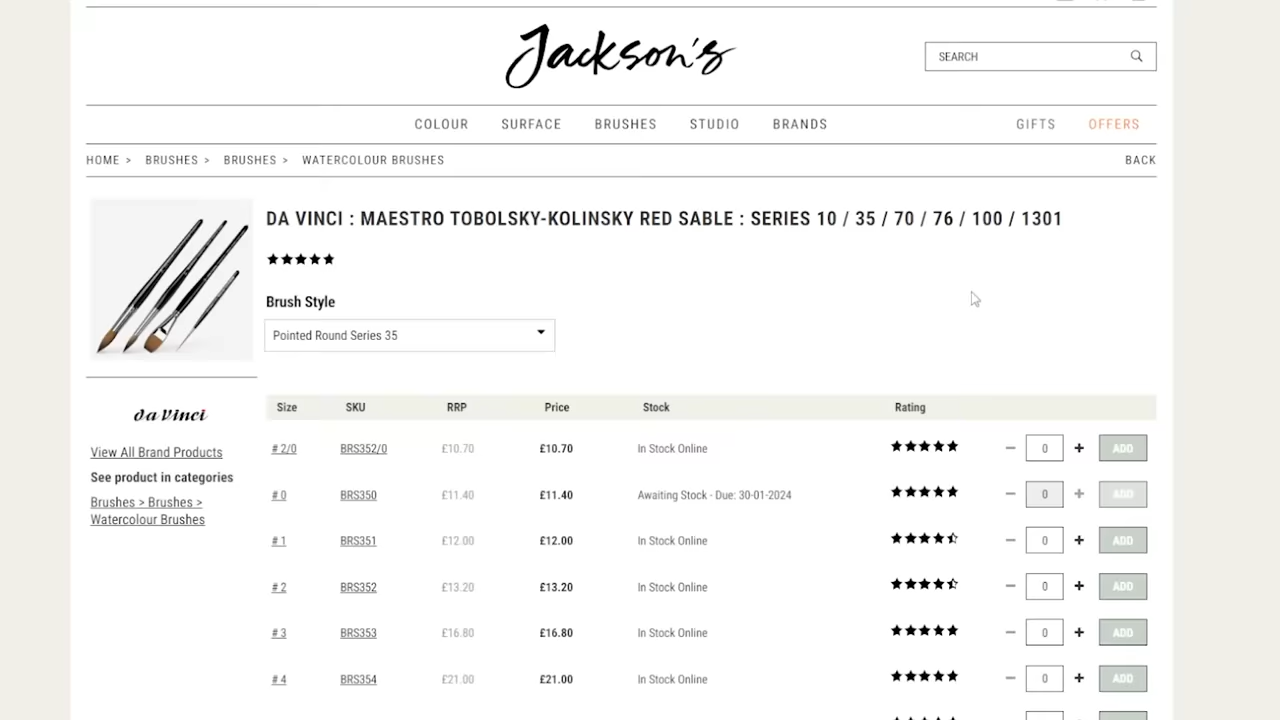 Jackson's
SEARCH
COLOUR SURFACE BRUSHES STUDIO BRANDS GIFTS OFFERS
HOME > BRUSHES > BRUSHES > WATERCOLOUR BRUSHES BACK
DA VINCI : MAESTRO TOBOLSKY-KOLINSKY RED SABLE : SERIES 10 / 35 / 70 / 76 / 100 / 1301
Brush Style
Pointed Round Series 35
da Vinci
View All Brand Products
See product in categories
Brushes > Brushes >
Watercolour Brushes
Size SKU RRP Price Stock Rating
# 2/0 BRS352/0 £10.70 £10.70 In Stock Online 0 ADD
# 0 BRS350 £11.40 £11.40 Awaiting Stock - Due: 30-01-2024 0 ADD
# 1 BRS351 £12.00 £12.00 In Stock Online 0 ADD
# 2 BRS352 £13.20 £13.20 In Stock Online 0 ADD
# 3 BRS353 £16.80 £16.80 In Stock Online 0 ADD
# 4 BRS354 £21.00 £21.00 In Stock Online 0 ADD